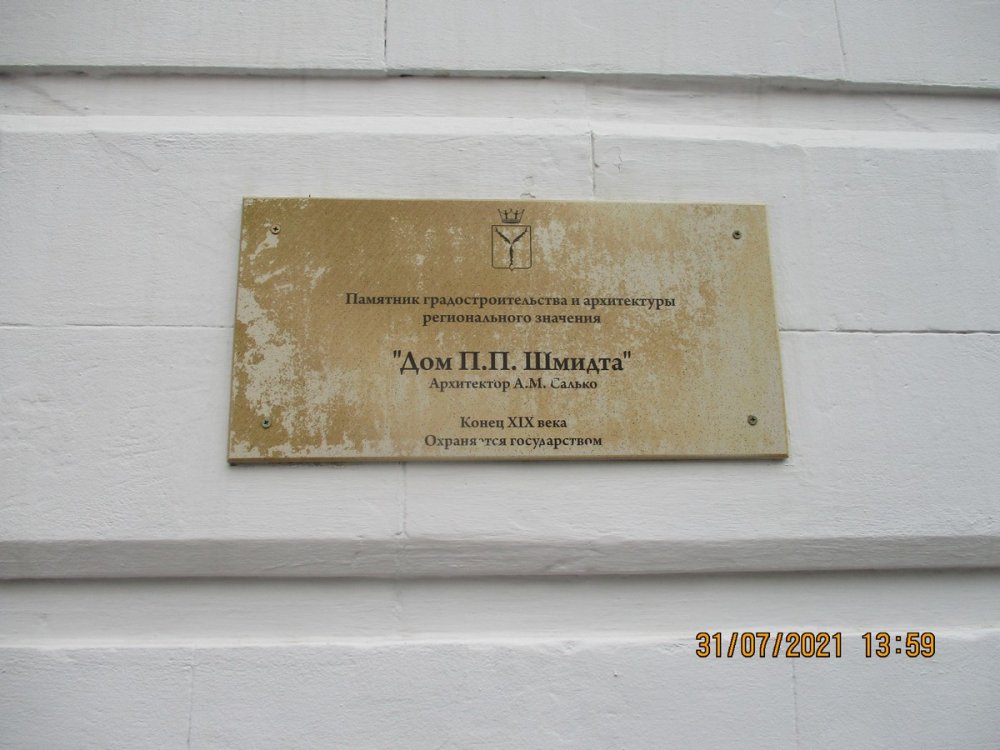 Памятник градостроительства и архитектуры
регионального значения
"Дом П.П. Шмидта"
Архитектор А.М. Салько
Конец XIX века
Охраняется государством
31/07/2021 13:59